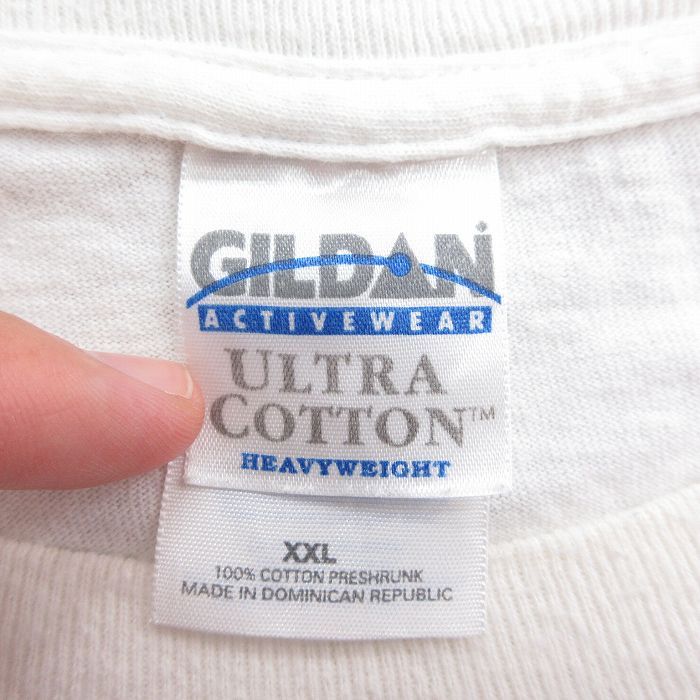 GILDAN
ACTIVEWEAR
ULTRA
COTTON™
HEAVYWEIGHT
XXL
100% COTTON PRESHRUNK
MADE IN DOMINICAN REPUBLIC